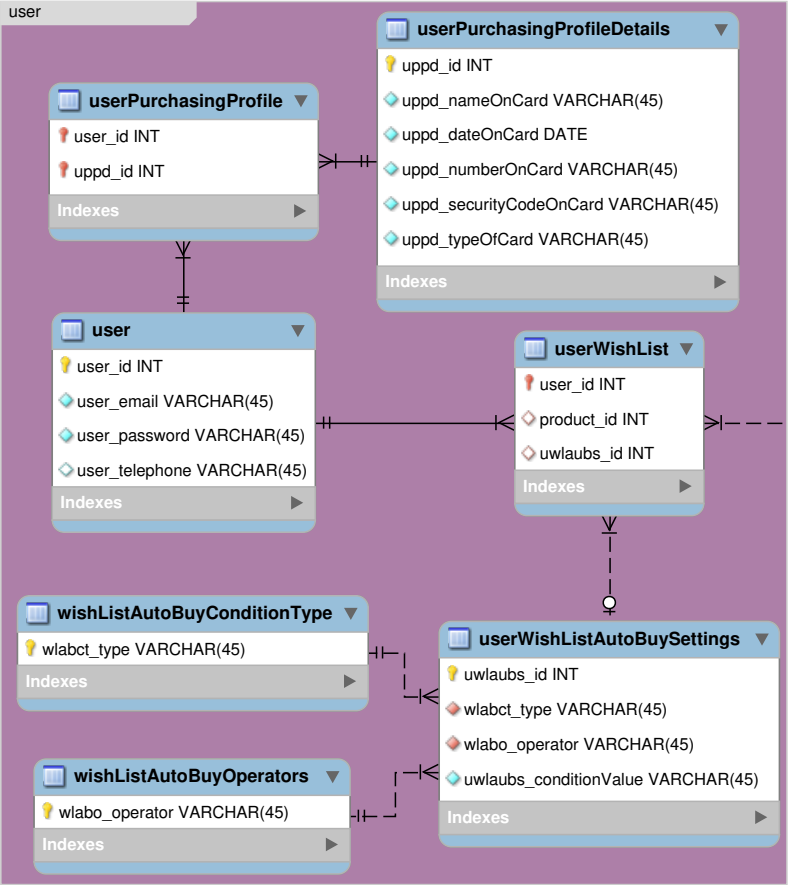 user
userPurchasingProfileDetails
uppd_id INT
uppd_nameOnCard VARCHAR(45)
uppd_dateOnCard DATE
uppd_numberOnCard VARCHAR(45)
uppd_securityCodeOnCard VARCHAR(45)
uppd_typeOfCard VARCHAR(45)
Indexes
userPurchasingProfile
user_id INT
uppd_id INT
Indexes
user
user_id INT
user_email VARCHAR(45)
user_password VARCHAR(45)
user_telephone VARCHAR(45)
Indexes
userWishList
user_id INT
product_id INT
uwlaubs_id INT
Indexes
wishListAutoBuyConditionType
wlabct_type VARCHAR(45)
Indexes
userWishListAutoBuySettings
uwlaubs_id INT
wlabct_type VARCHAR(45)
wlabo_operator VARCHAR(45)
uwlaubs_conditionValue VARCHAR(45)
Indexes
wishListAutoBuyOperators
wlabo_operator VARCHAR(45)
Indexes